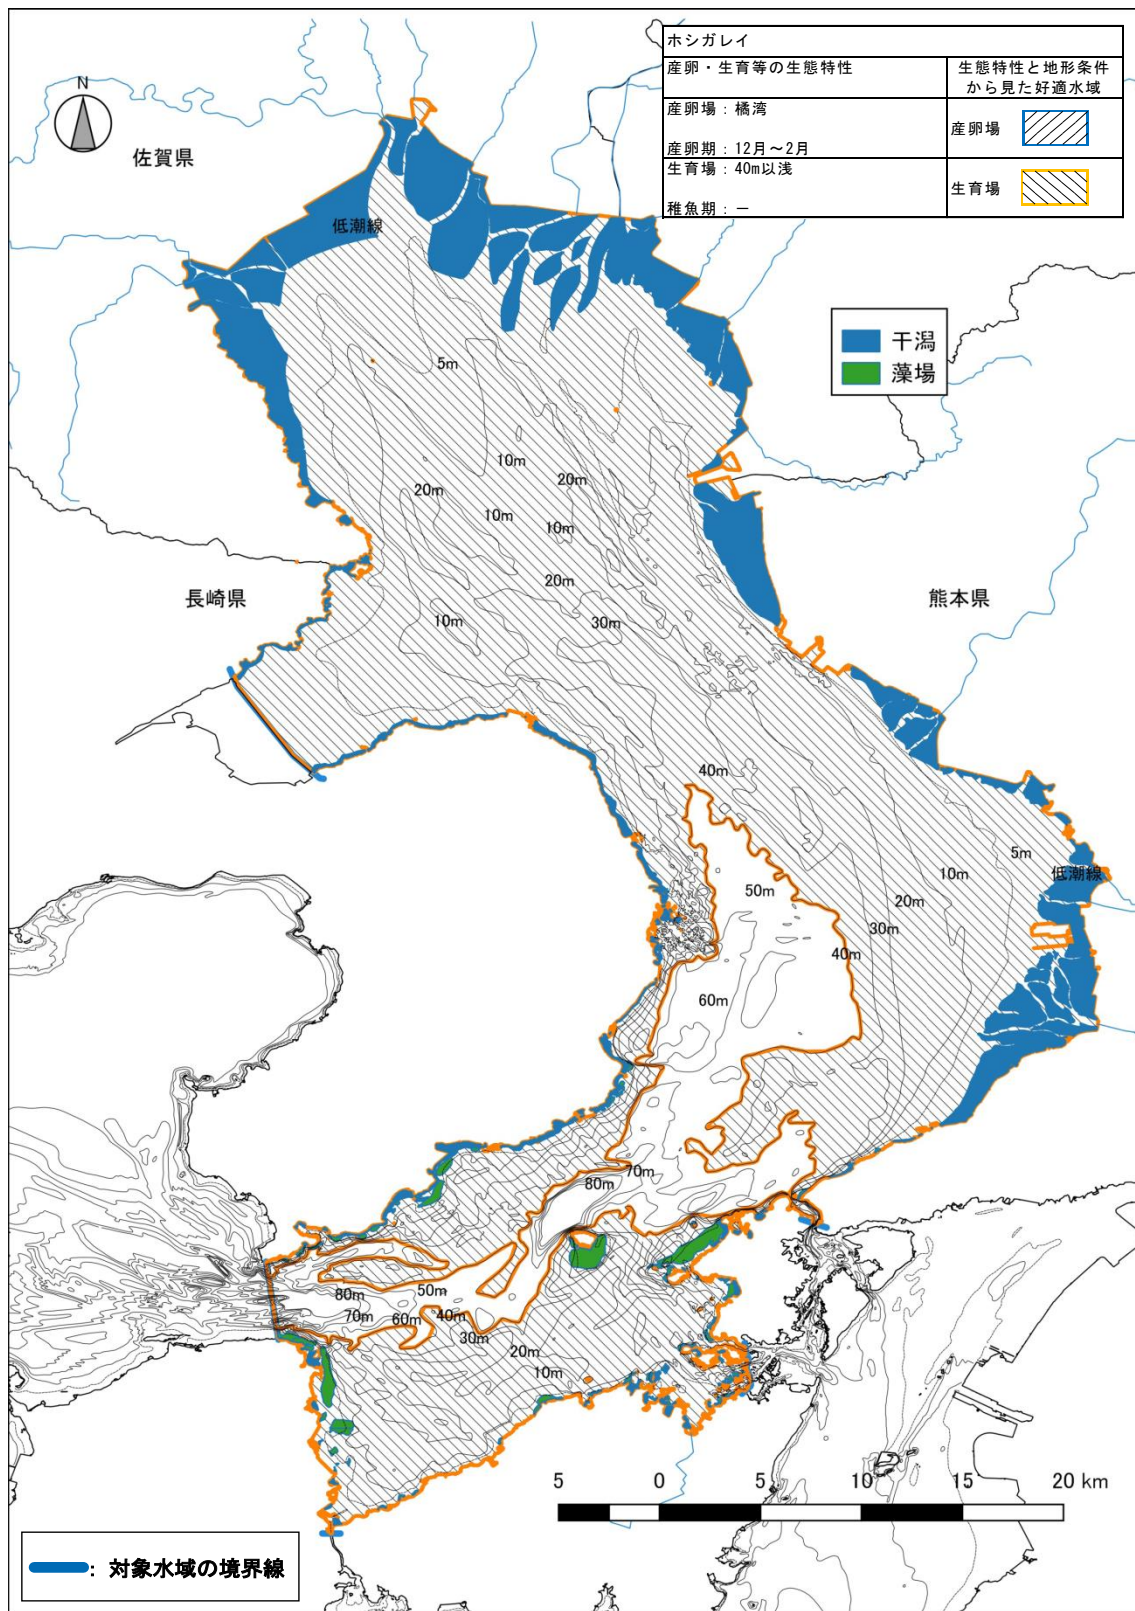 ホシガレイ
産卵・生育等の生態特性
生態特性と地形条件
から見た好適水域
産卵場：橘湾
産卵期：12月～2月
産卵場
生育場：40m以浅
稚魚期：－
生育場
N
佐賀県
低潮線
干潟
藻場
5m
10m
20m
20m
10m
10m
20m
10m
30m
長崎県
熊本県
40m
5m
10m
低潮線
50m
20m
30m
40m
60m
70m
80m
80m
50m
70m
60m
40m
30m
20m
10m
5
0
5
10
15
20 km
：対象水域の境界線